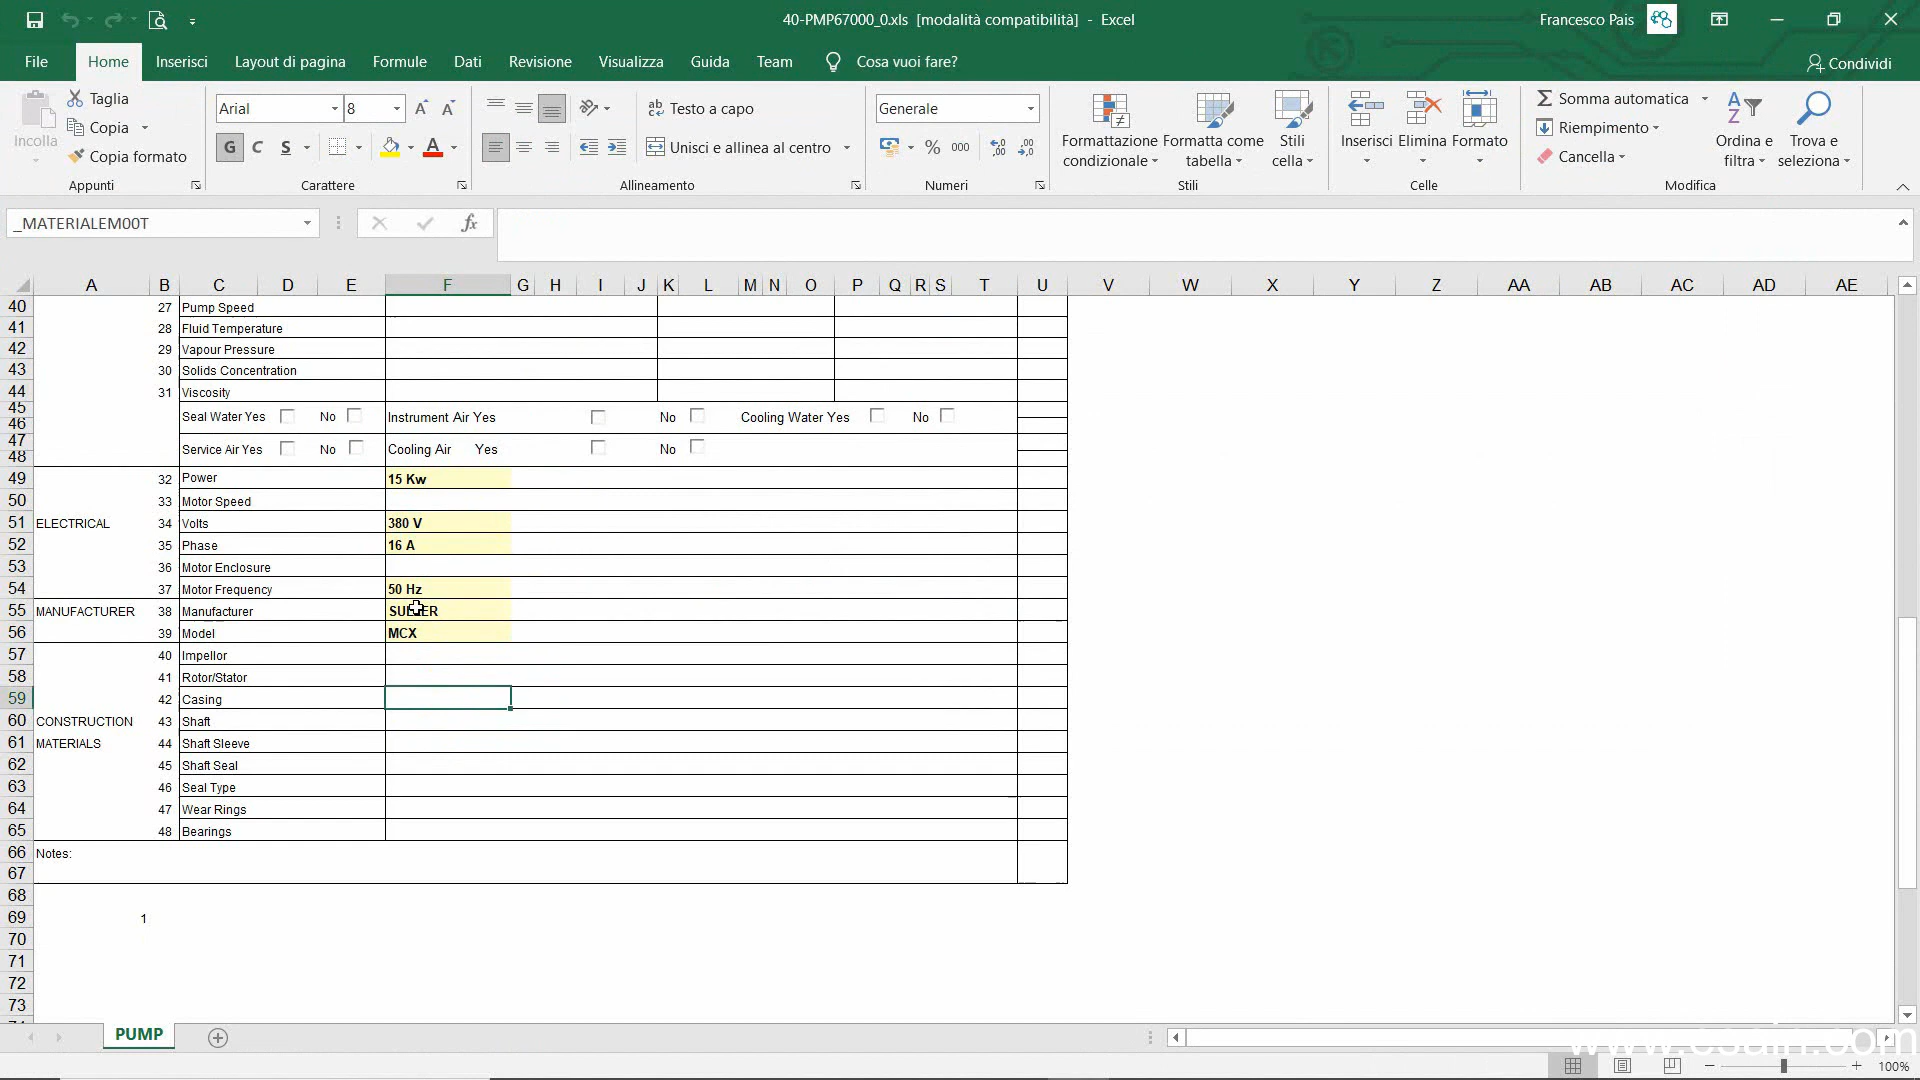 40-PMP67000_0.xls [modalità compatibilità] - Excel
Francesco Pais
File Home Inserisci Layout di pagina Formule Dati Revisione Visualizza Guida Team Cosa vuoi fare? Condividi
Incolla
Taglia
Copia
Copia formato
Appunti
Arial 8
G C S
Carattere
Testo a capo
Unisci e allinea al centro
Allineamento
Generale
% 000
Numeri
Formattazione condizionale
Formatta come tabella
Stili cella
Stili
Inserisci Elimina Formato
Celle
Somma automatica
Riempimento
Cancella
Ordina e filtra
Trova e seleziona
Modifica
_MATERIALEM00T
fx
A B C D E F G H I J K L M N O P Q R S T U V W X Y Z AA AB AC AD AE
40 27 Pump Speed
41 28 Fluid Temperature
42 29 Vapour Pressure
43 30 Solids Concentration
44 31 Viscosity
45
46 Seal Water Yes No Instrument Air Yes No Cooling Water Yes No
47
48 Service Air Yes No Cooling Air Yes No
49 32 Power 15 Kw
50 33 Motor Speed
51 ELECTRICAL 34 Volts 380 V
52 35 Phase 16 A
53 36 Motor Enclosure
54 37 Motor Frequency 50 Hz
55 MANUFACTURER 38 Manufacturer
56 39 Model MCX
57 40 Impellor
58 41 Rotor/Stator
59 42 Casing
60 CONSTRUCTION 43 Shaft
61 MATERIALS 44 Shaft Sleeve
62 45 Shaft Seal
63 46 Seal Type
64 47 Wear Rings
65 48 Bearings
66 Notes:
67
68
69 1
70
71
72
73
PUMP
100%